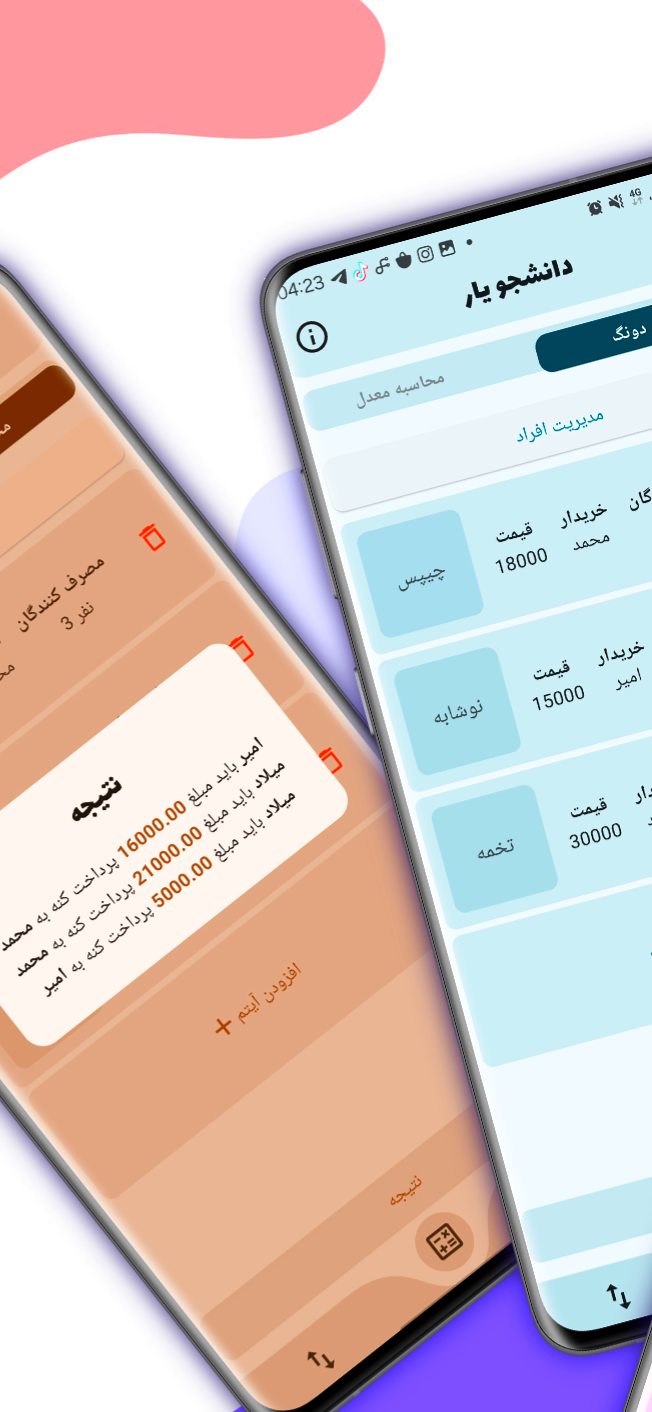 04:23
4G
دانشجو یار
محاسبه معدل
دونگ
مدیریت افراد
چیپس
قیمت خریدار
18000 محمد
نوشابه
قیمت خریدار
15000 امیر
تخمه
قیمت
30000
مصرف کنندگان
3 نفر
نتیجه
امیر باید مبلغ 16000.00 پرداخت کنه به محمد
میلاد باید مبلغ 21000.00 پرداخت کنه به محمد
میلاد باید مبلغ 5000.00 پرداخت کنه به امیر
افزودن آیتم +
نتیجه